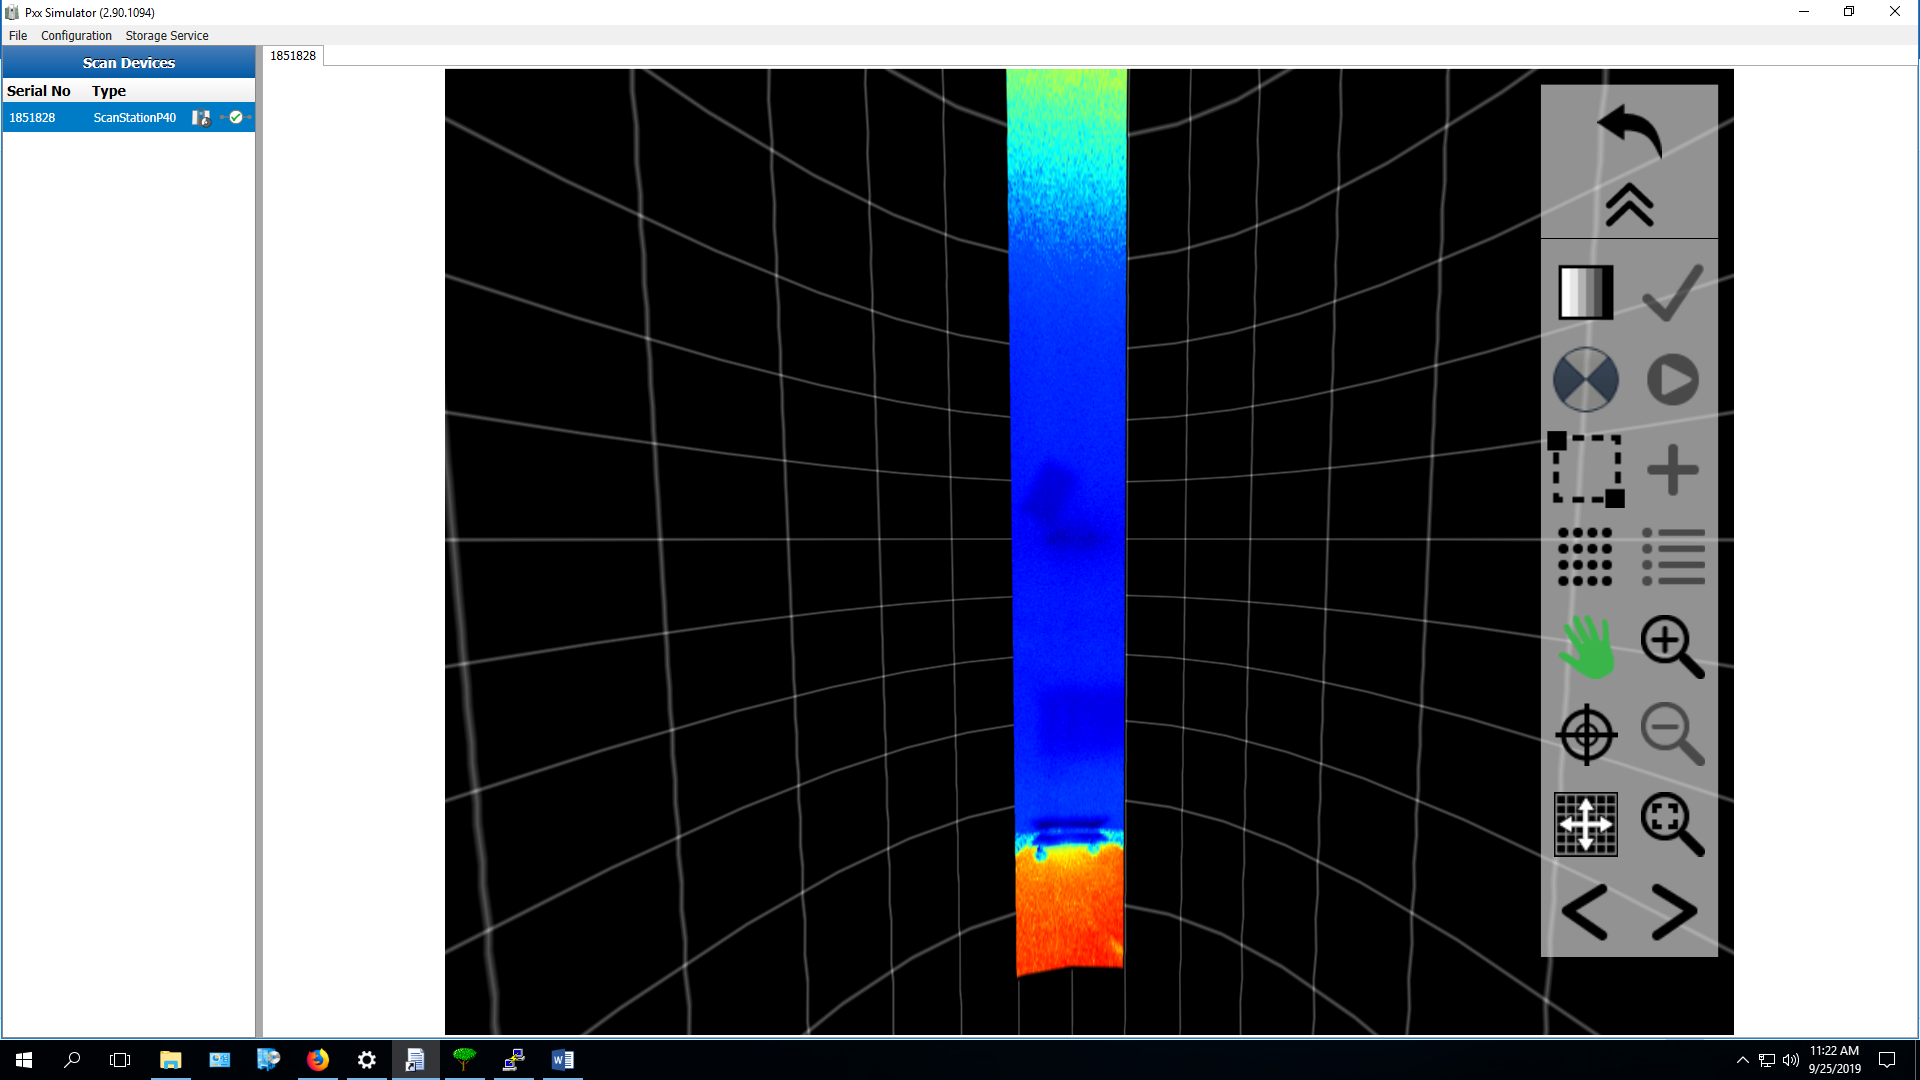 Pxx Simulator (2.90.1094)
File Configuration Storage Service
Scan Devices
1851828
Serial No Type
1851828 ScanStationP40
11:22 AM
9/25/2019